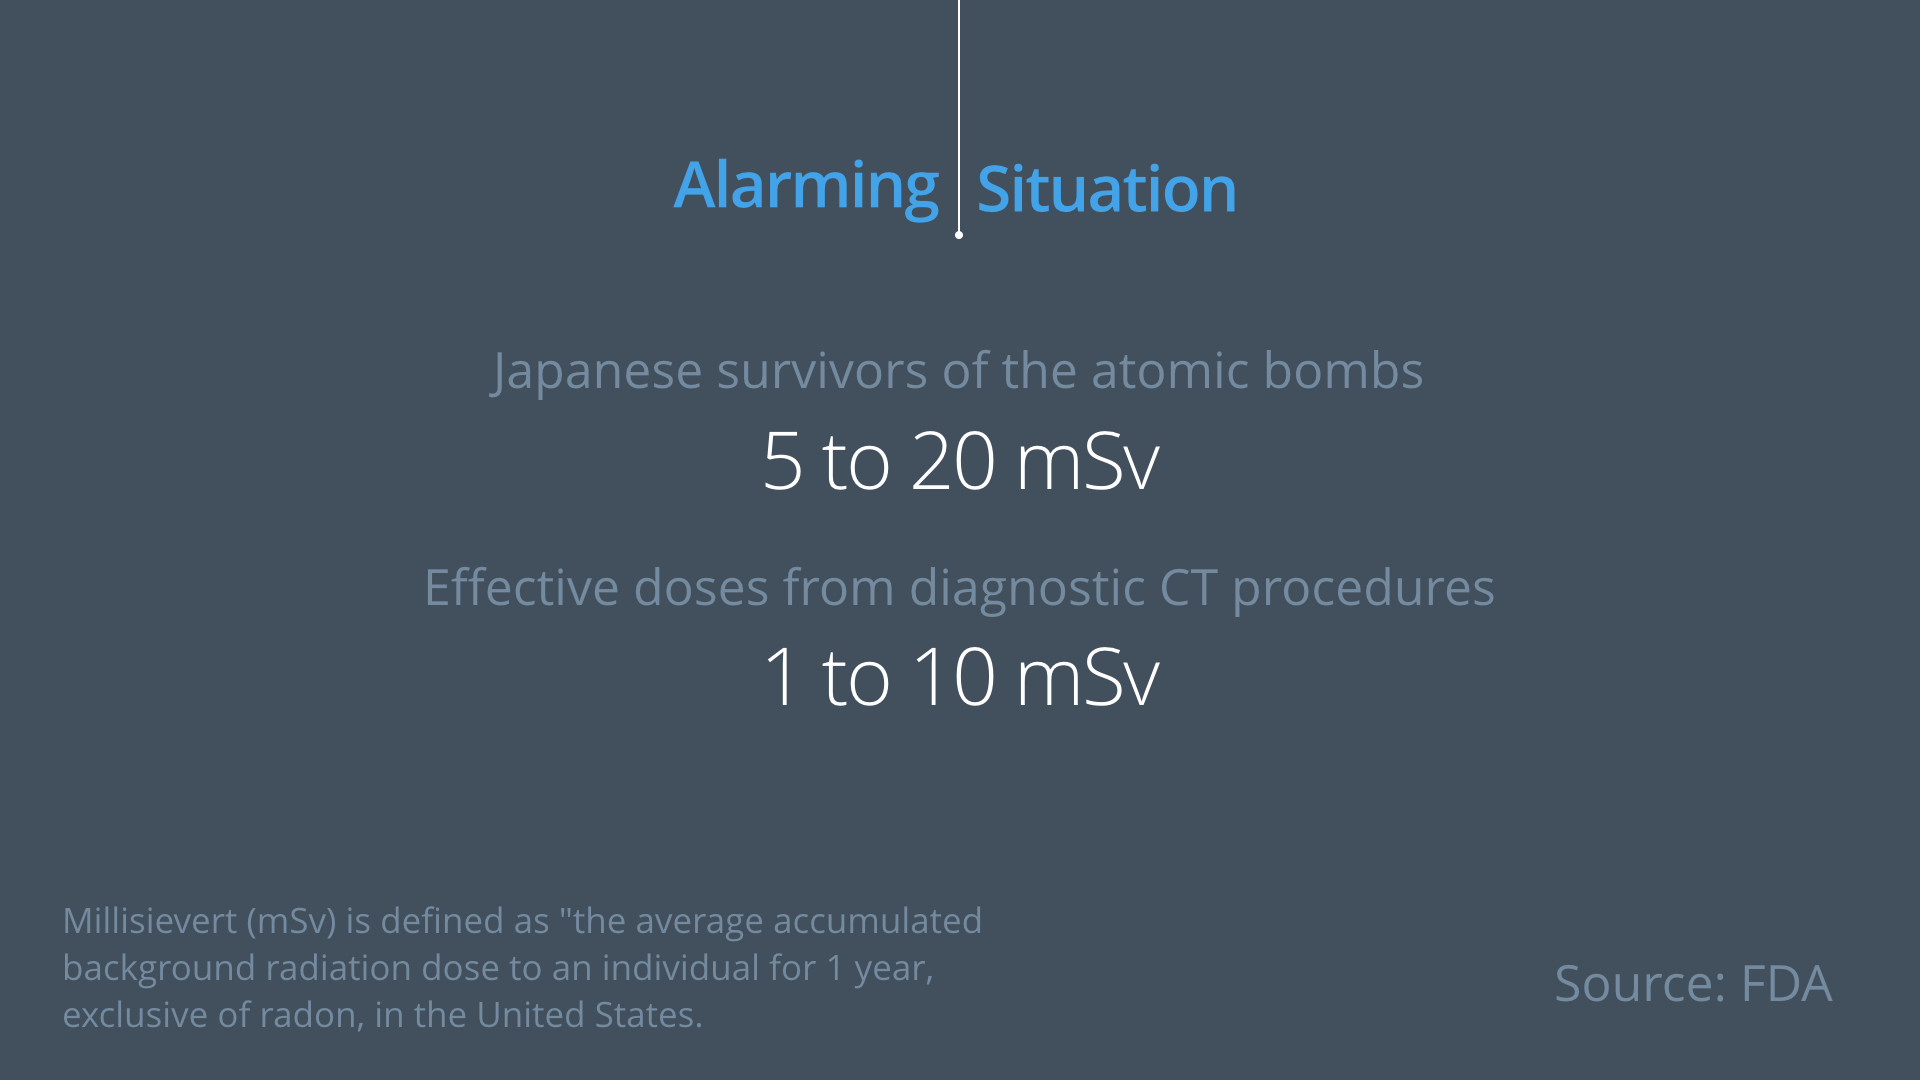 Alarming Situation
Japanese survivors of the atomic bombs
5 to 20 mSv
Effective doses from diagnostic CT procedures
1 to 10 mSv
Millisievert (mSv) is defined as "the average accumulated
background radiation dose to an individual for 1 year,
exclusive of radon, in the United States.
Source: FDA